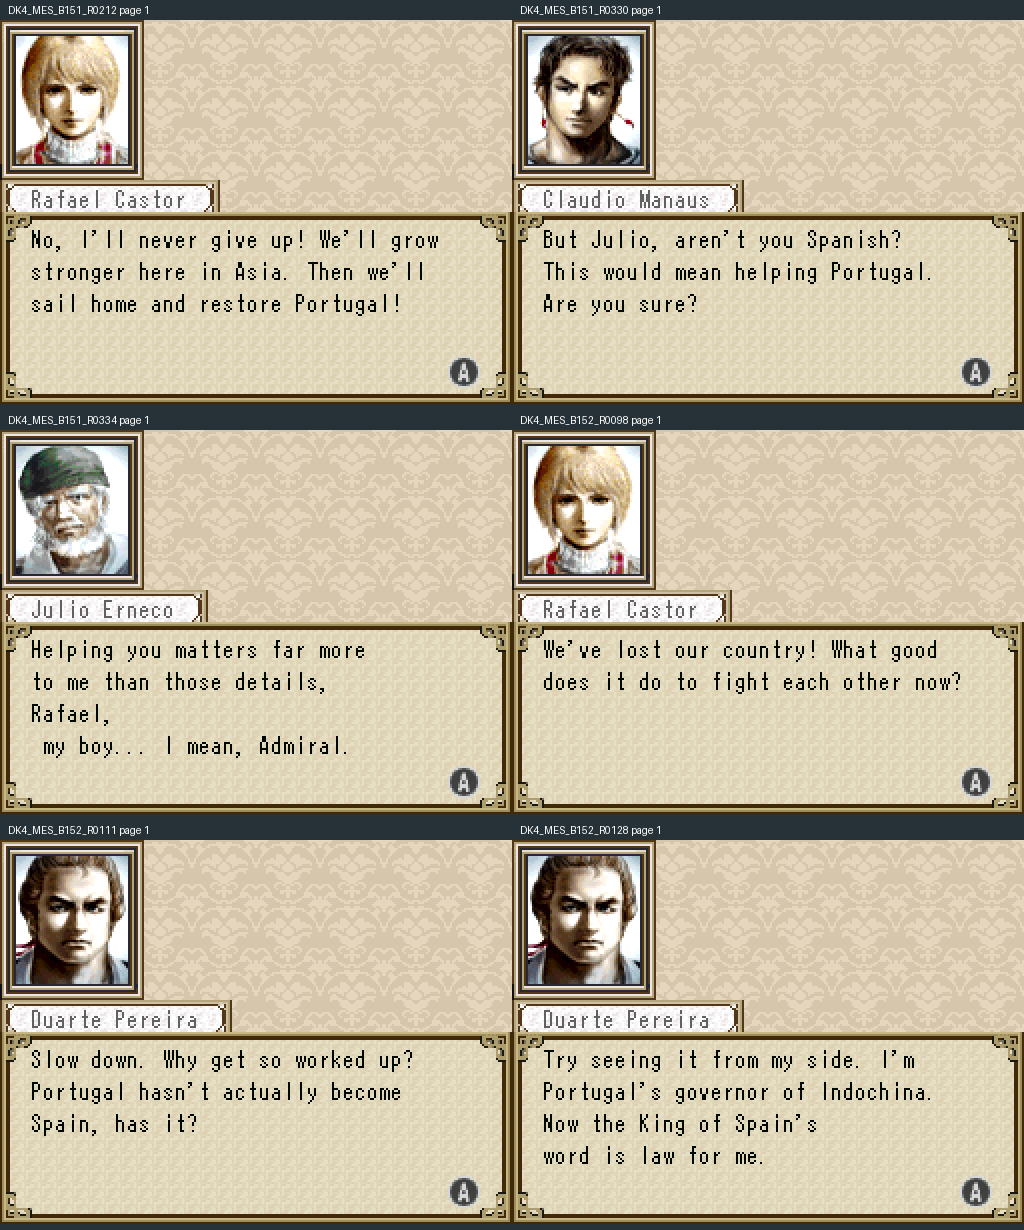 DK4_MES_B151_R0212 page 1
Rafael Castor
No, I'll never give up! We'll grow
stronger here in Asia. Then we'll
sail home and restore Portugal!
A
DK4_MES_B151_R0330 page 1
Claudio Manaus
But Julio, aren't you Spanish?
This would mean helping Portugal.
Are you sure?
A
DK4_MES_B151_R0334 page 1
Julio Erneco
Helping you matters far more
to me than those details,
Rafael,
my boy... I mean, Admiral.
A
DK4_MES_B152_R0098 page 1
Rafael Castor
We've lost our country! What good
does it do to fight each other now?
A
DK4_MES_B152_R0111 page 1
Duarte Pereira
Slow down. Why get so worked up?
Portugal hasn't actually become
Spain, has it?
A
DK4_MES_B152_R0128 page 1
Duarte Pereira
Try seeing it from my side. I'm
Portugal's governor of Indochina.
Now the King of Spain's
word is law for me.
A